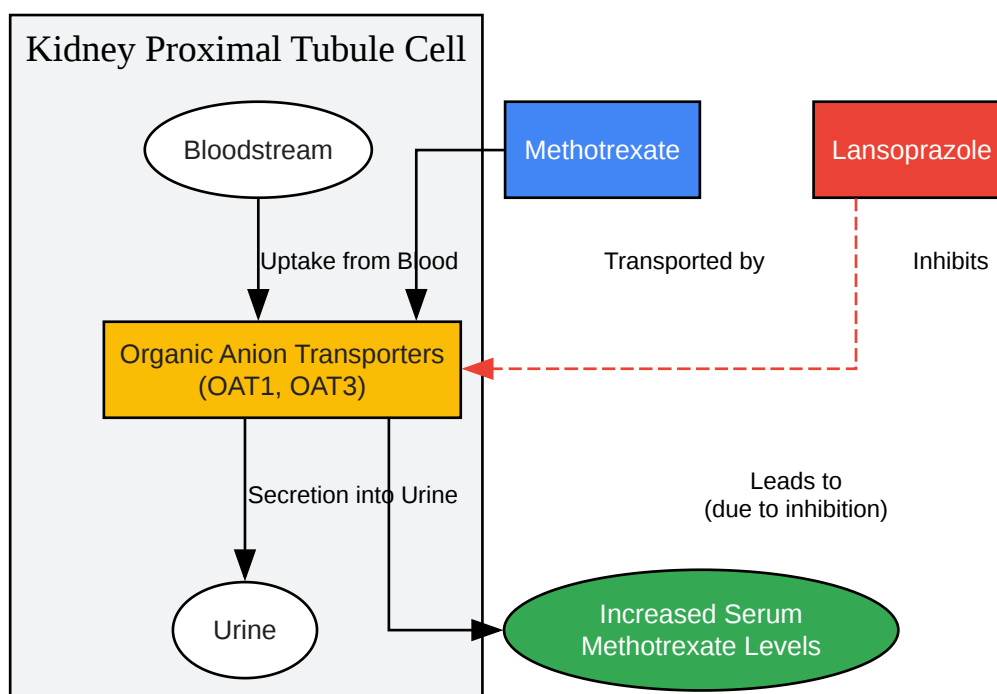 Kidney Proximal Tubule Cell
Bloodstream
Methotrexate
Lansoprazole
Uptake from Blood
Transported by
Inhibits
Organic Anion Transporters
(OAT1, OAT3)
Secretion into Urine
Leads to
(due to inhibition)
Urine
Increased Serum
Methotrexate Levels